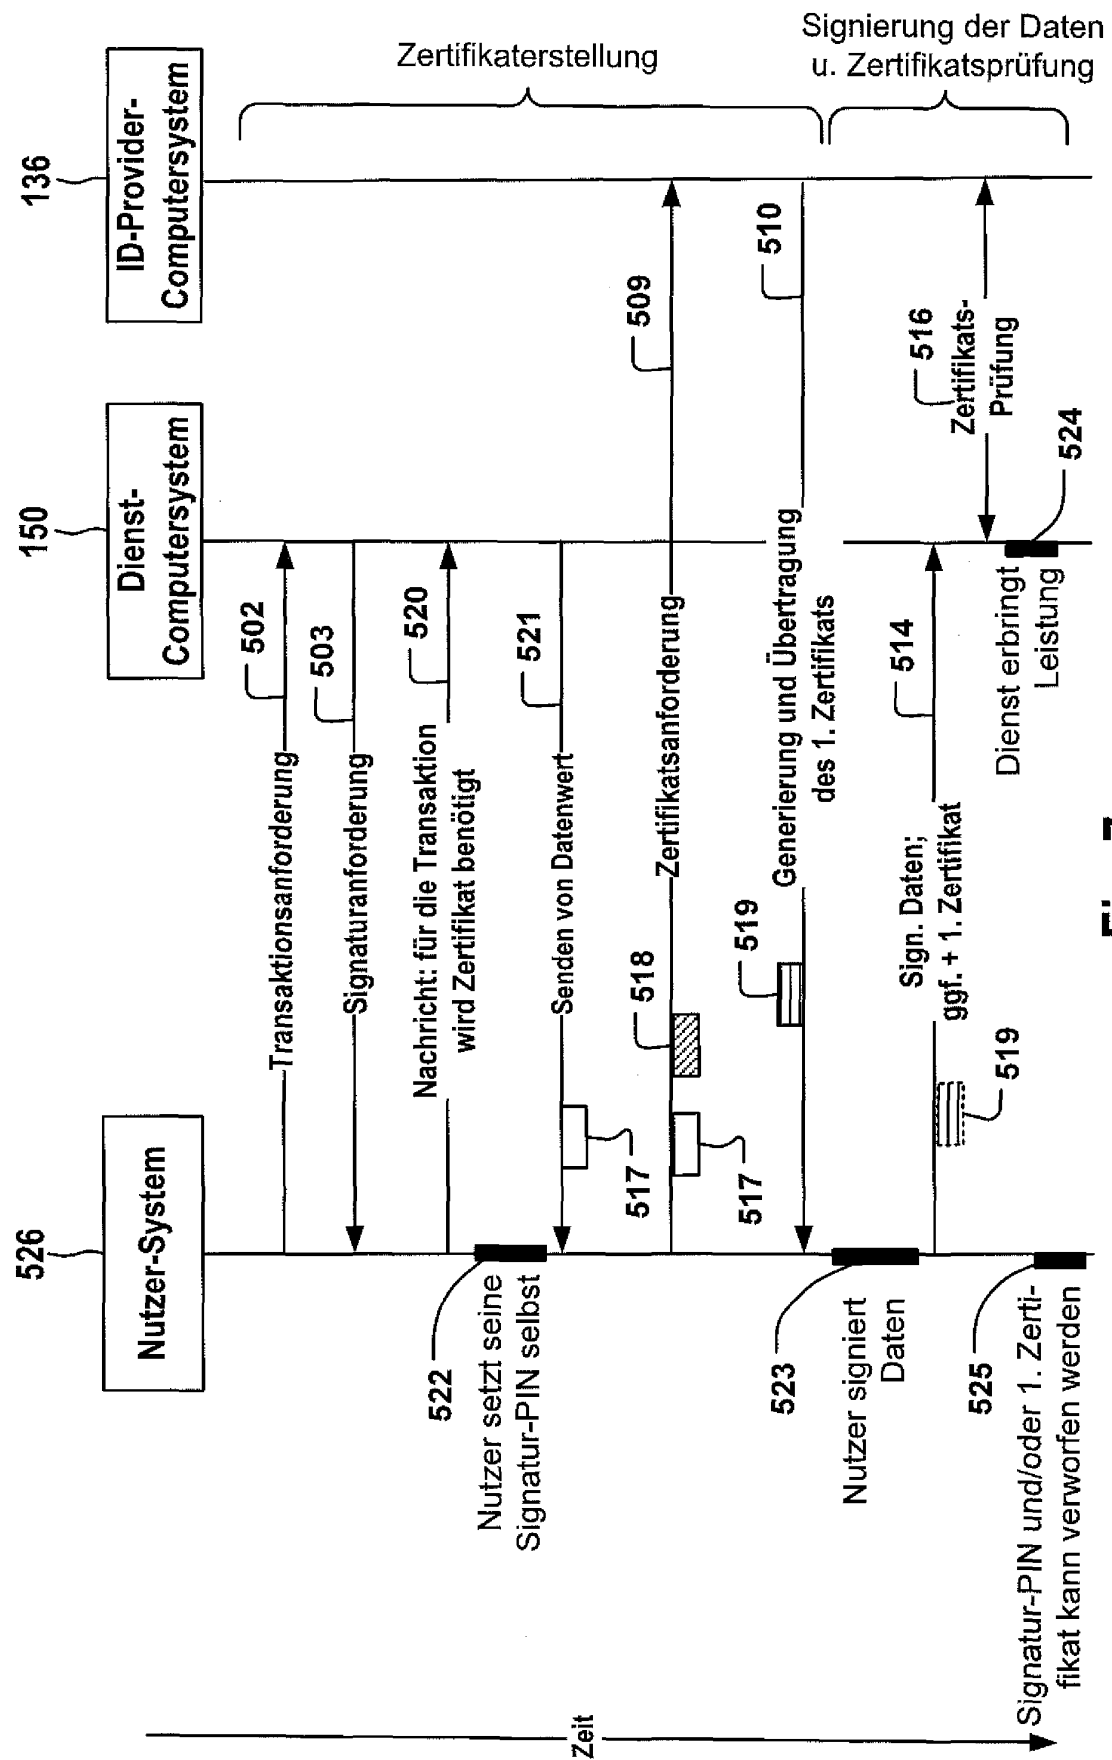 526
Nutzer-System
150
Dienst-
Computersystem
136
ID-Provider-
Computersystem
Zeit
Transaktionsanforderung
502
Signaturanforderung
503
Nachricht: für die Transaktion
wird Zertifikat benötigt
520
522
Nutzer setzt seine
Signatur-PIN selbst
Senden von Datenwert
521
517
Zertifikatsanforderung
509
518
517
Generierung und Übertragung
des 1. Zertifikats
510
519
Zertifikaterstellung
523
Nutzer signiert
Daten
Sign. Daten;
ggf. + 1. Zertifikat
514
519
516
Zertifikats-
Prüfung
524
Dienst erbringt
Leistung
525
Signatur-PIN und/oder 1. Zerti-
fikat kann verworfen werden
Signierung der Daten
u. Zertifikatsprüfung